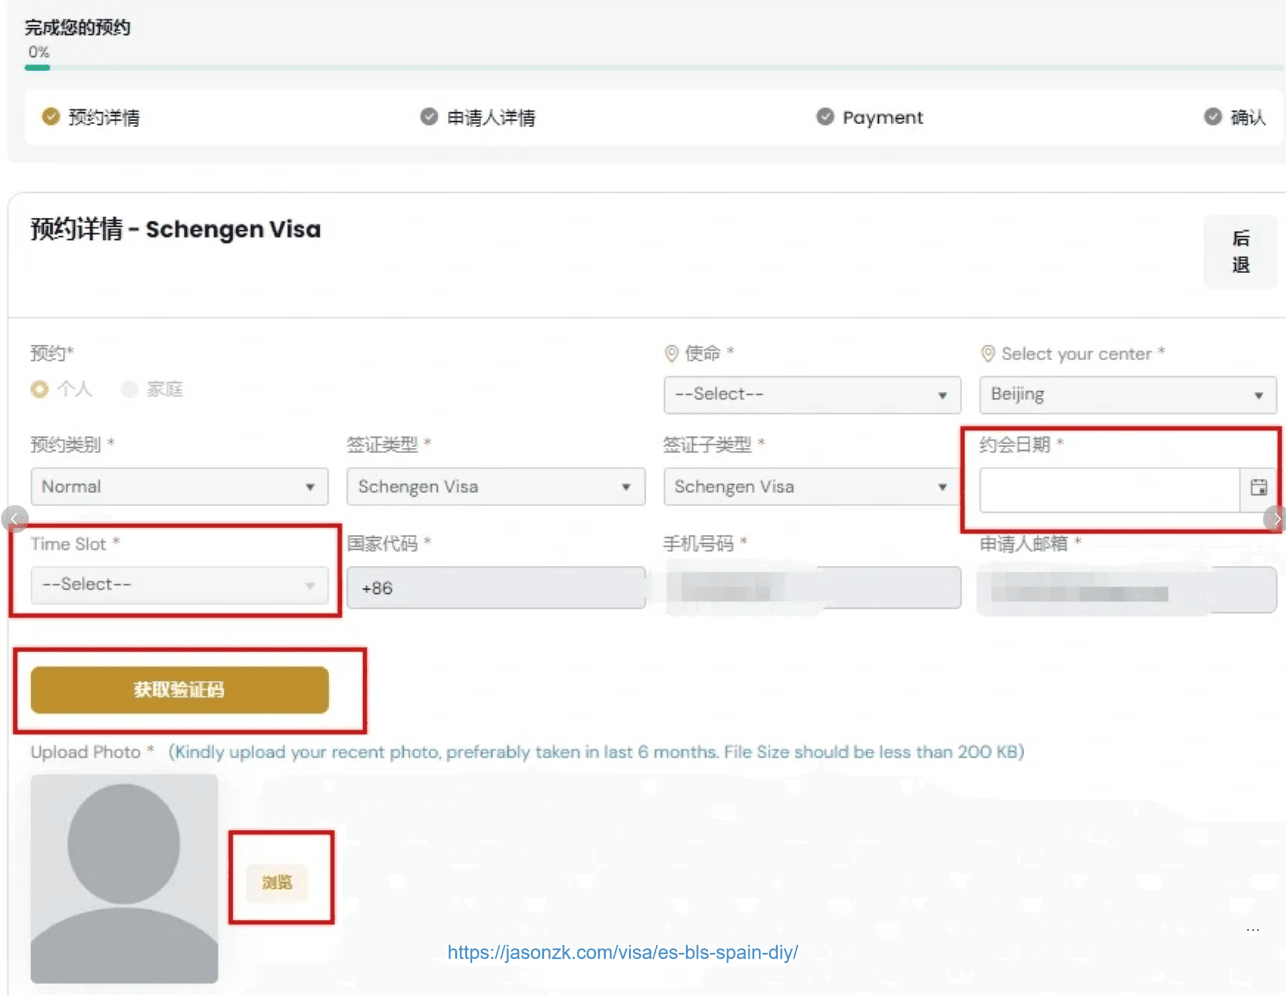 完成您的预约
0%
预约详情
申请人详情
Payment
确认
预约详情 - Schengen Visa
后
退
预约*
个人
家庭
使命 *
--Select--
Select your center *
Beijing
预约类别 *
Normal
签证类型 *
Schengen Visa
签证子类型 *
Schengen Visa
约会日期 *
Time Slot *
--Select--
国家代码 *
+86
手机号码 *
申请人邮箱 *
获取验证码
Upload Photo * (Kindly upload your recent photo, preferably taken in last 6 months. File Size should be less than 200 KB)
浏览
...
https://jasonzk.com/visa/es-bls-spain-diy/